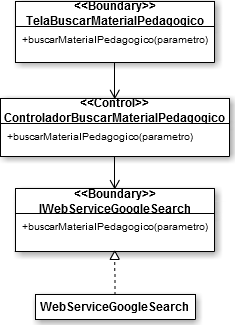 <<Boundary>>
TelaBuscarMaterialPedagogico
+buscarMaterialPedagogico(parametro)
<<Control>>
ControladorBuscarMaterialPedagogico
+buscarMaterialPedagogico(parametro)
<<Boundary>>
IWebServiceGoogleSearch
+buscarMaterialPedagogico(parametro)
WebServiceGoogleSearch